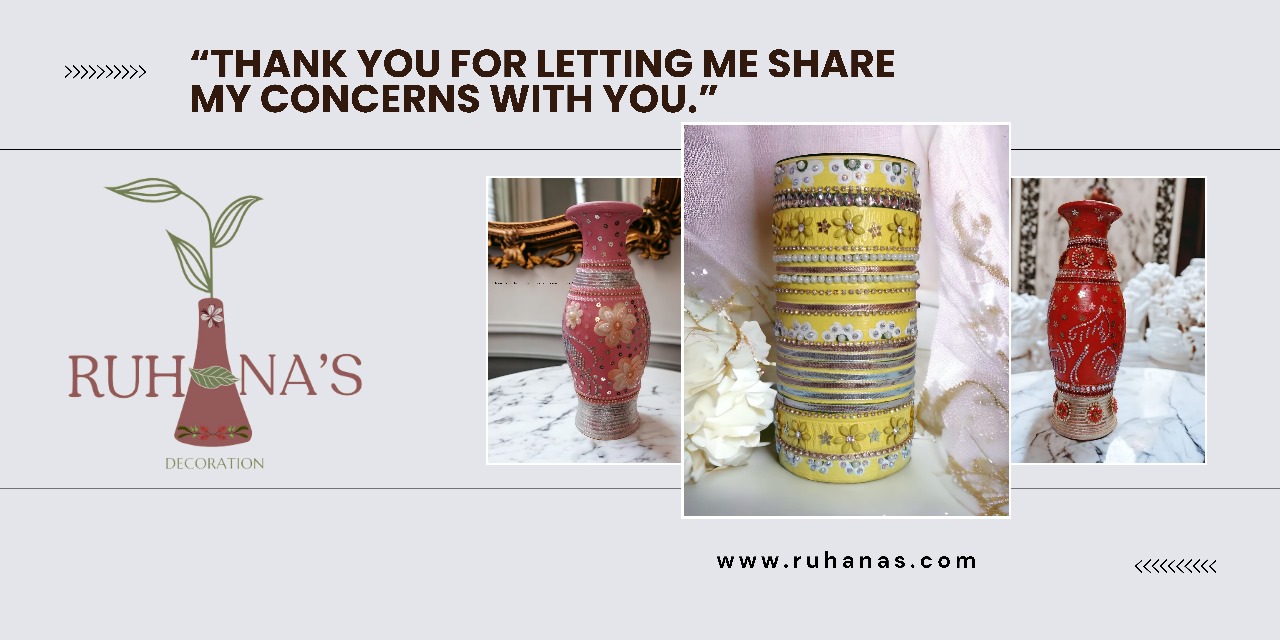 “THANK YOU FOR LETTING ME SHARE
MY CONCERNS WITH YOU.”
RUHANA’S
DECORATION
www.ruhanas.com